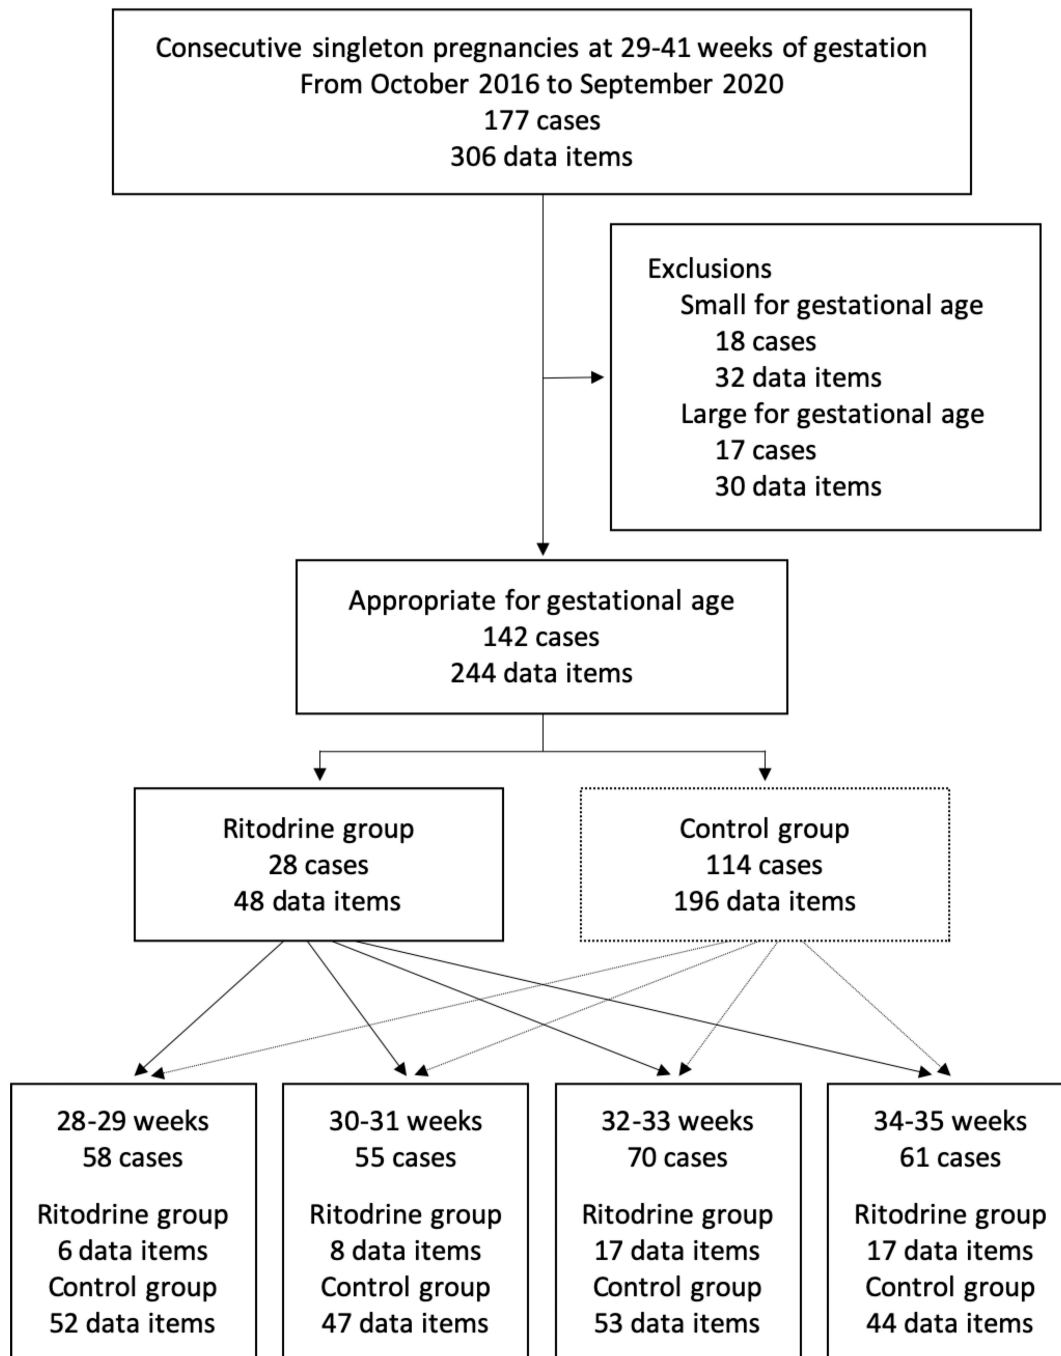 Consecutive singleton pregnancies at 29-41 weeks of gestation
From October 2016 to September 2020
177 cases
306 data items
Exclusions
Small for gestational age
18 cases
32 data items
Large for gestational age
17 cases
30 data items
Appropriate for gestational age
142 cases
244 data items
Ritodrine group
28 cases
48 data items
Control group
114 cases
196 data items
28-29 weeks
58 cases
Ritodrine group
6 data items
Control group
52 data items
30-31 weeks
55 cases
Ritodrine group
8 data items
Control group
47 data items
32-33 weeks
70 cases
Ritodrine group
17 data items
Control group
53 data items
34-35 weeks
61 cases
Ritodrine group
17 data items
Control group
44 data items